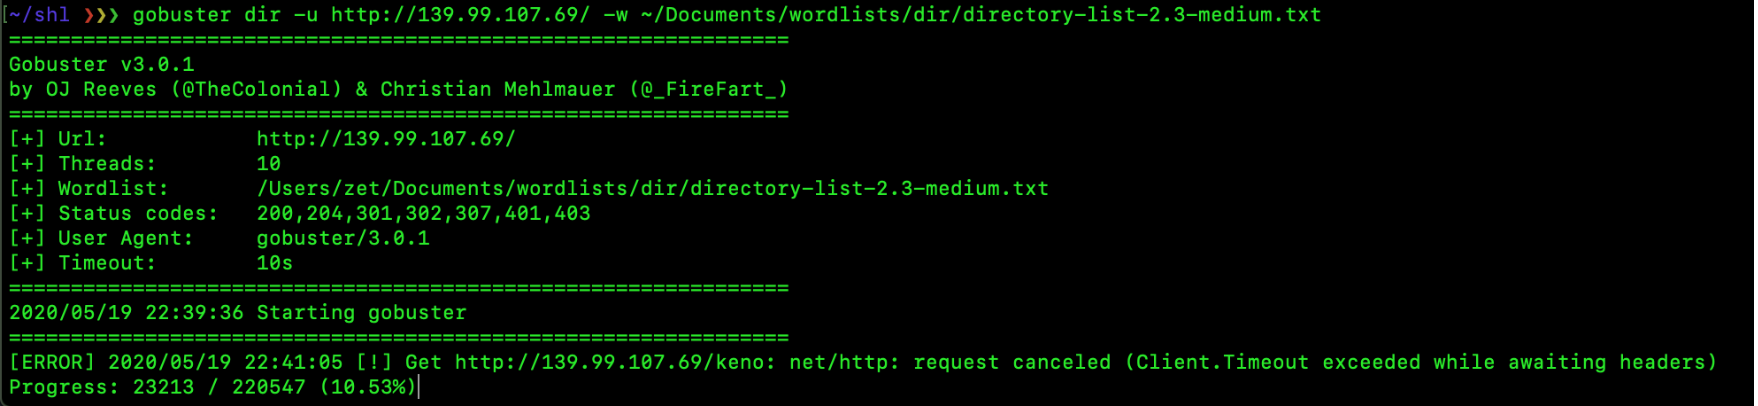 [~/shl ❯❯❯ gobuster dir -u http://139.99.107.69/ -w ~/Documents/wordlists/dir/directory-list-2.3-medium.txt
===============================================================
Gobuster v3.0.1
by OJ Reeves (@TheColonial) & Christian Mehlmauer (@_FireFart_)
===============================================================
[+] Url:            http://139.99.107.69/
[+] Threads:        10
[+] Wordlist:       /Users/zet/Documents/wordlists/dir/directory-list-2.3-medium.txt
[+] Status codes:   200,204,301,302,307,401,403
[+] User Agent:     gobuster/3.0.1
[+] Timeout:        10s
===============================================================
2020/05/19 22:39:36 Starting gobuster
===============================================================
[ERROR] 2020/05/19 22:41:05 [!] Get http://139.99.107.69/keno: net/http: request canceled (Client.Timeout exceeded while awaiting headers)
Progress: 23213 / 220547 (10.53%)